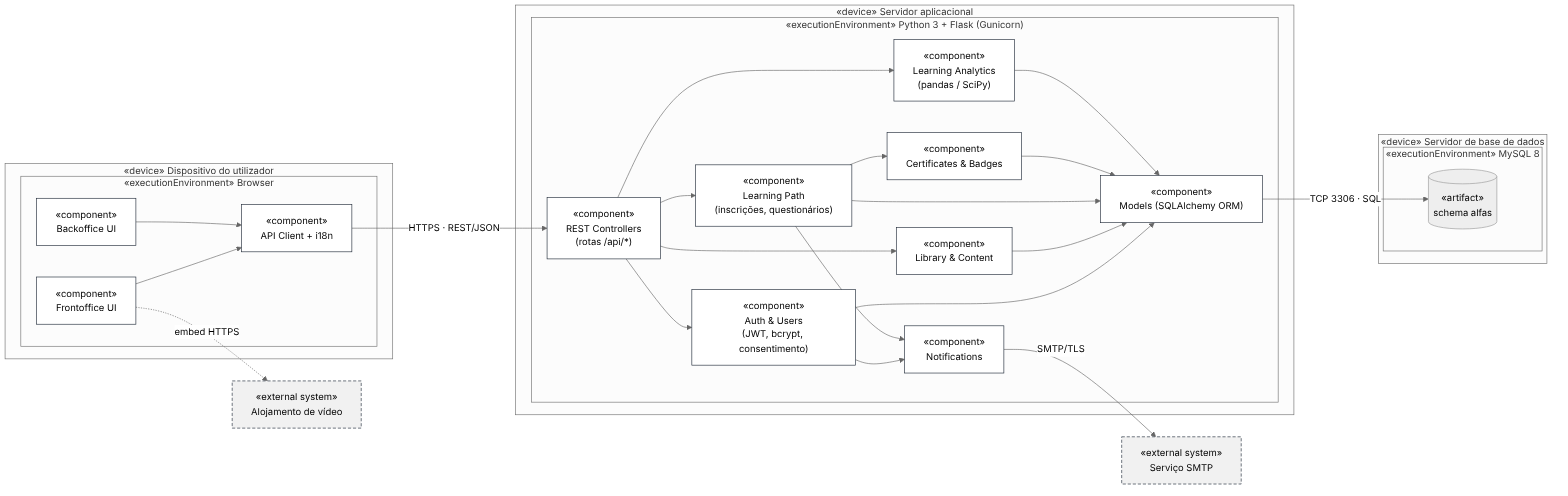 «device» Dispositivo do utilizador
«executionEnvironment» Browser
«component»
Backoffice UI
«component»
Frontoffice UI
«component»
API Client + i18n
embed HTTPS
«external system»
Alojamento de vídeo
HTTPS · REST/JSON
«device» Servidor aplicacional
«executionEnvironment» Python 3 + Flask (Gunicorn)
«component»
REST Controllers
(rotas /api/*)
«component»
Learning Path
(inscrições, questionários)
«component»
Auth & Users
(JWT, bcrypt,
consentimento)
«component»
Learning Analytics
(pandas / SciPy)
«component»
Certificates & Badges
«component»
Library & Content
«component»
Notifications
«component»
Models (SQLAlchemy ORM)
SMTP/TLS
«external system»
Serviço SMTP
TCP 3306 · SQL
«device» Servidor de base de dados
«executionEnvironment» MySQL 8
«artifact»
schema alfas